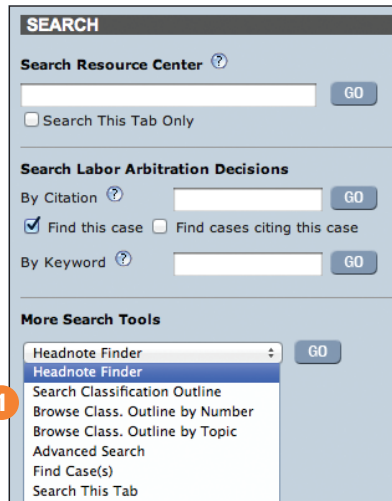 SEARCH
Search Resource Center ?
GO
Search This Tab Only
Search Labor Arbitration Decisions
By Citation ? GO
Find this case Find cases citing this case
By Keyword ? GO
More Search Tools
Headnote Finder GO
Headnote Finder
1
Search Classification Outline
Browse Class. Outline by Number
Browse Class. Outline by Topic
Advanced Search
Find Case(s)
Search This Tab